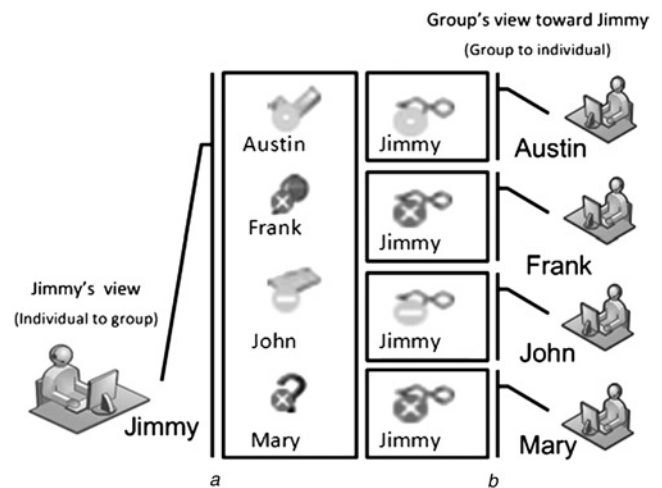 Group's view toward Jimmy
(Group to individual)
Austin
Frank
John
Mary
Jimmy
Jimmy
Jimmy
Jimmy
Austin
Frank
John
Mary
Jimmy's view
(Individual to group)
Jimmy
a
b